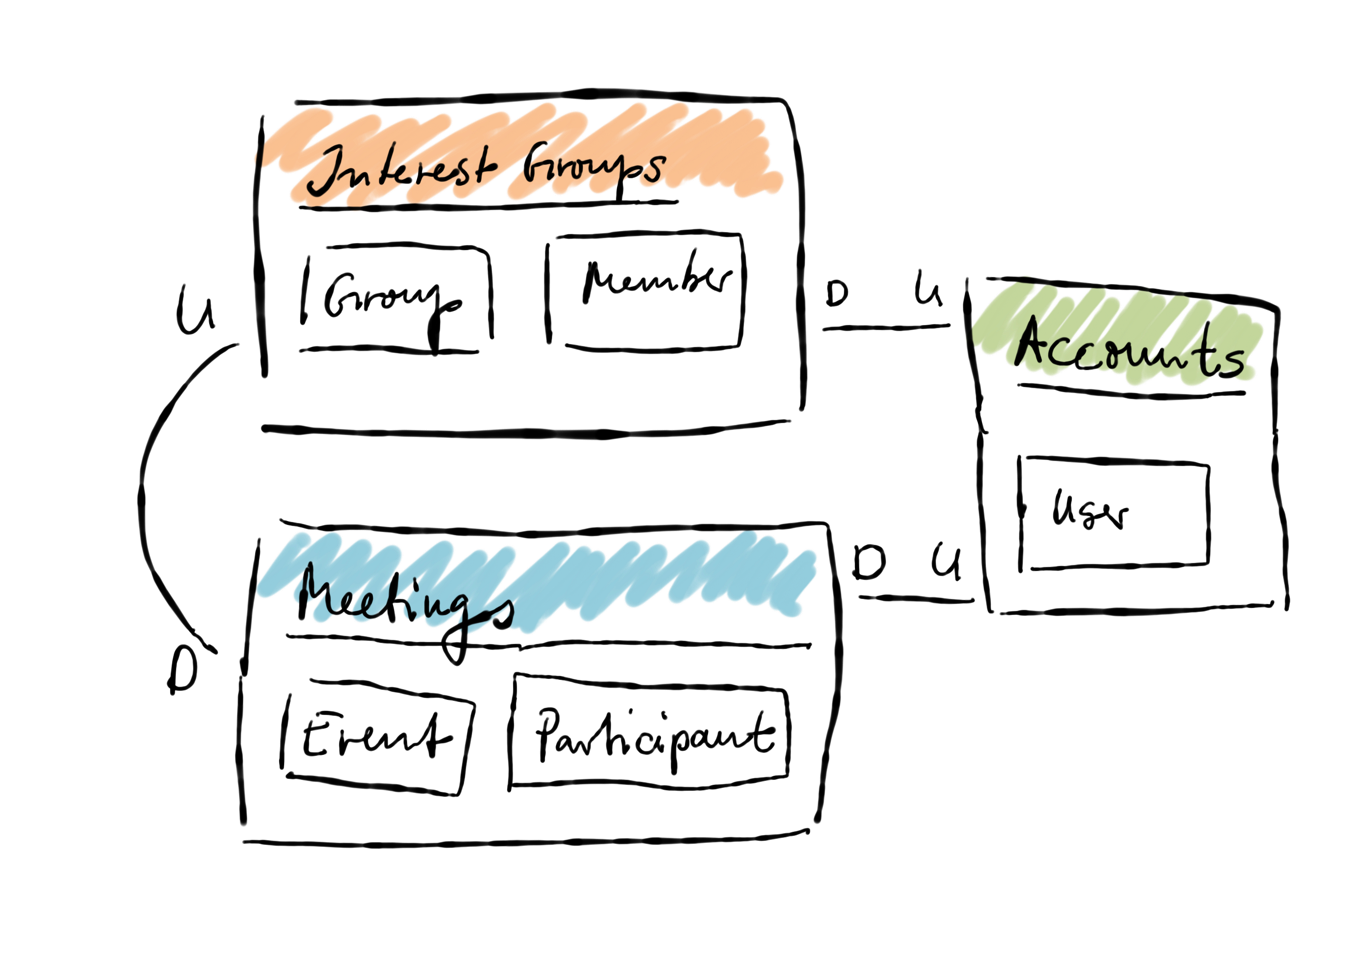 Interest Groups
Group
Member
U
D U
Accounts
User
D U
Meetings
D
Event
Participant